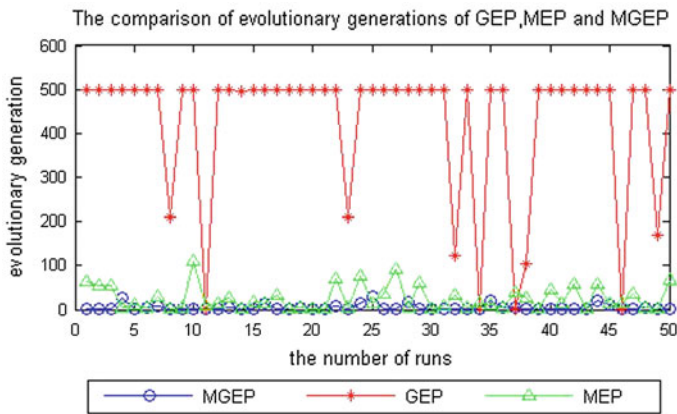 The comparison of evolutionary generations of GEP,MEP and MGEP
600
500
400
300
200
100
0
evolutionary generation
0 5 10 15 20 25 30 35 40 45 50
the number of runs
MGEP GEP MEP